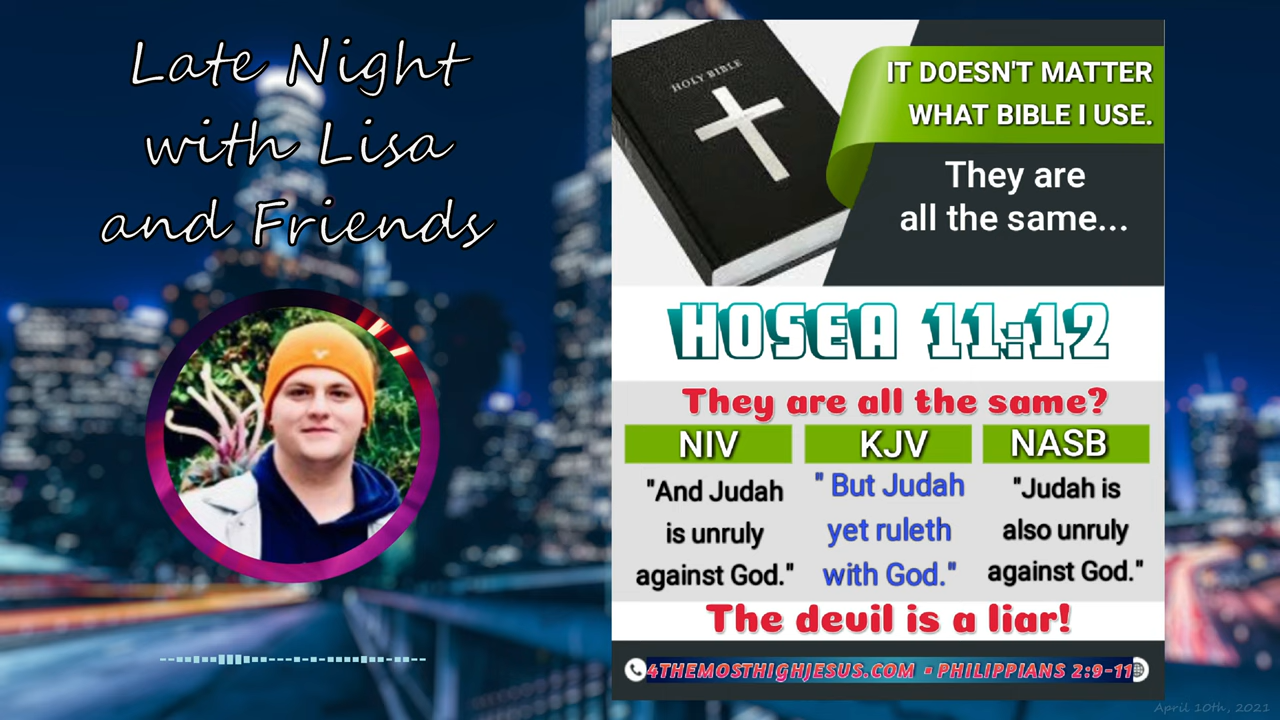 Late Night
with Lisa
and Friends
HOLY BIBLE
IT DOESN'T MATTER
WHAT BIBLE I USE.
They are
all the same...
HOSEA 11:12
They are all the same?
NIV KJV NASB
"And Judah
is unruly
against God."
" But Judah
yet ruleth
with God."
"Judah is
also unruly
against God."
The devil is a liar!
4THEMOSTHIGHJESUS.COM ▪ PHILIPPIANS 2:9-11
April 10th, 2021